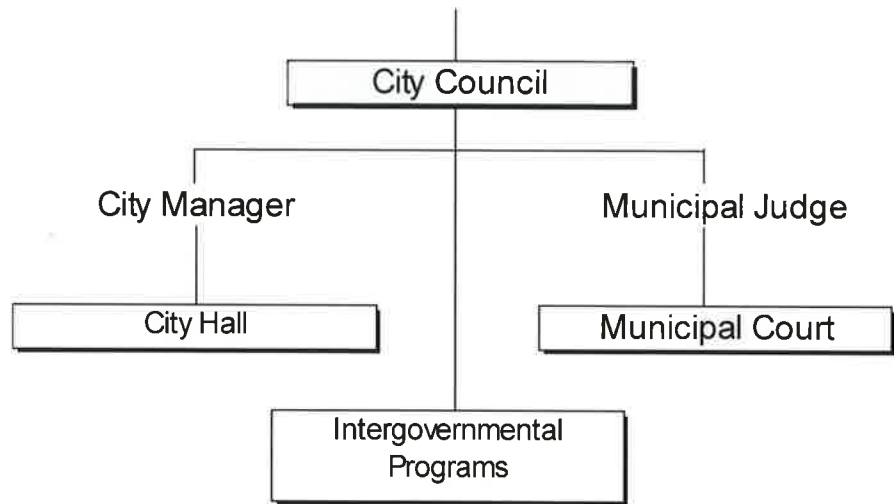 City Council
City Manager
Municipal Judge
City Hall
Municipal Court
Intergovernmental
Programs